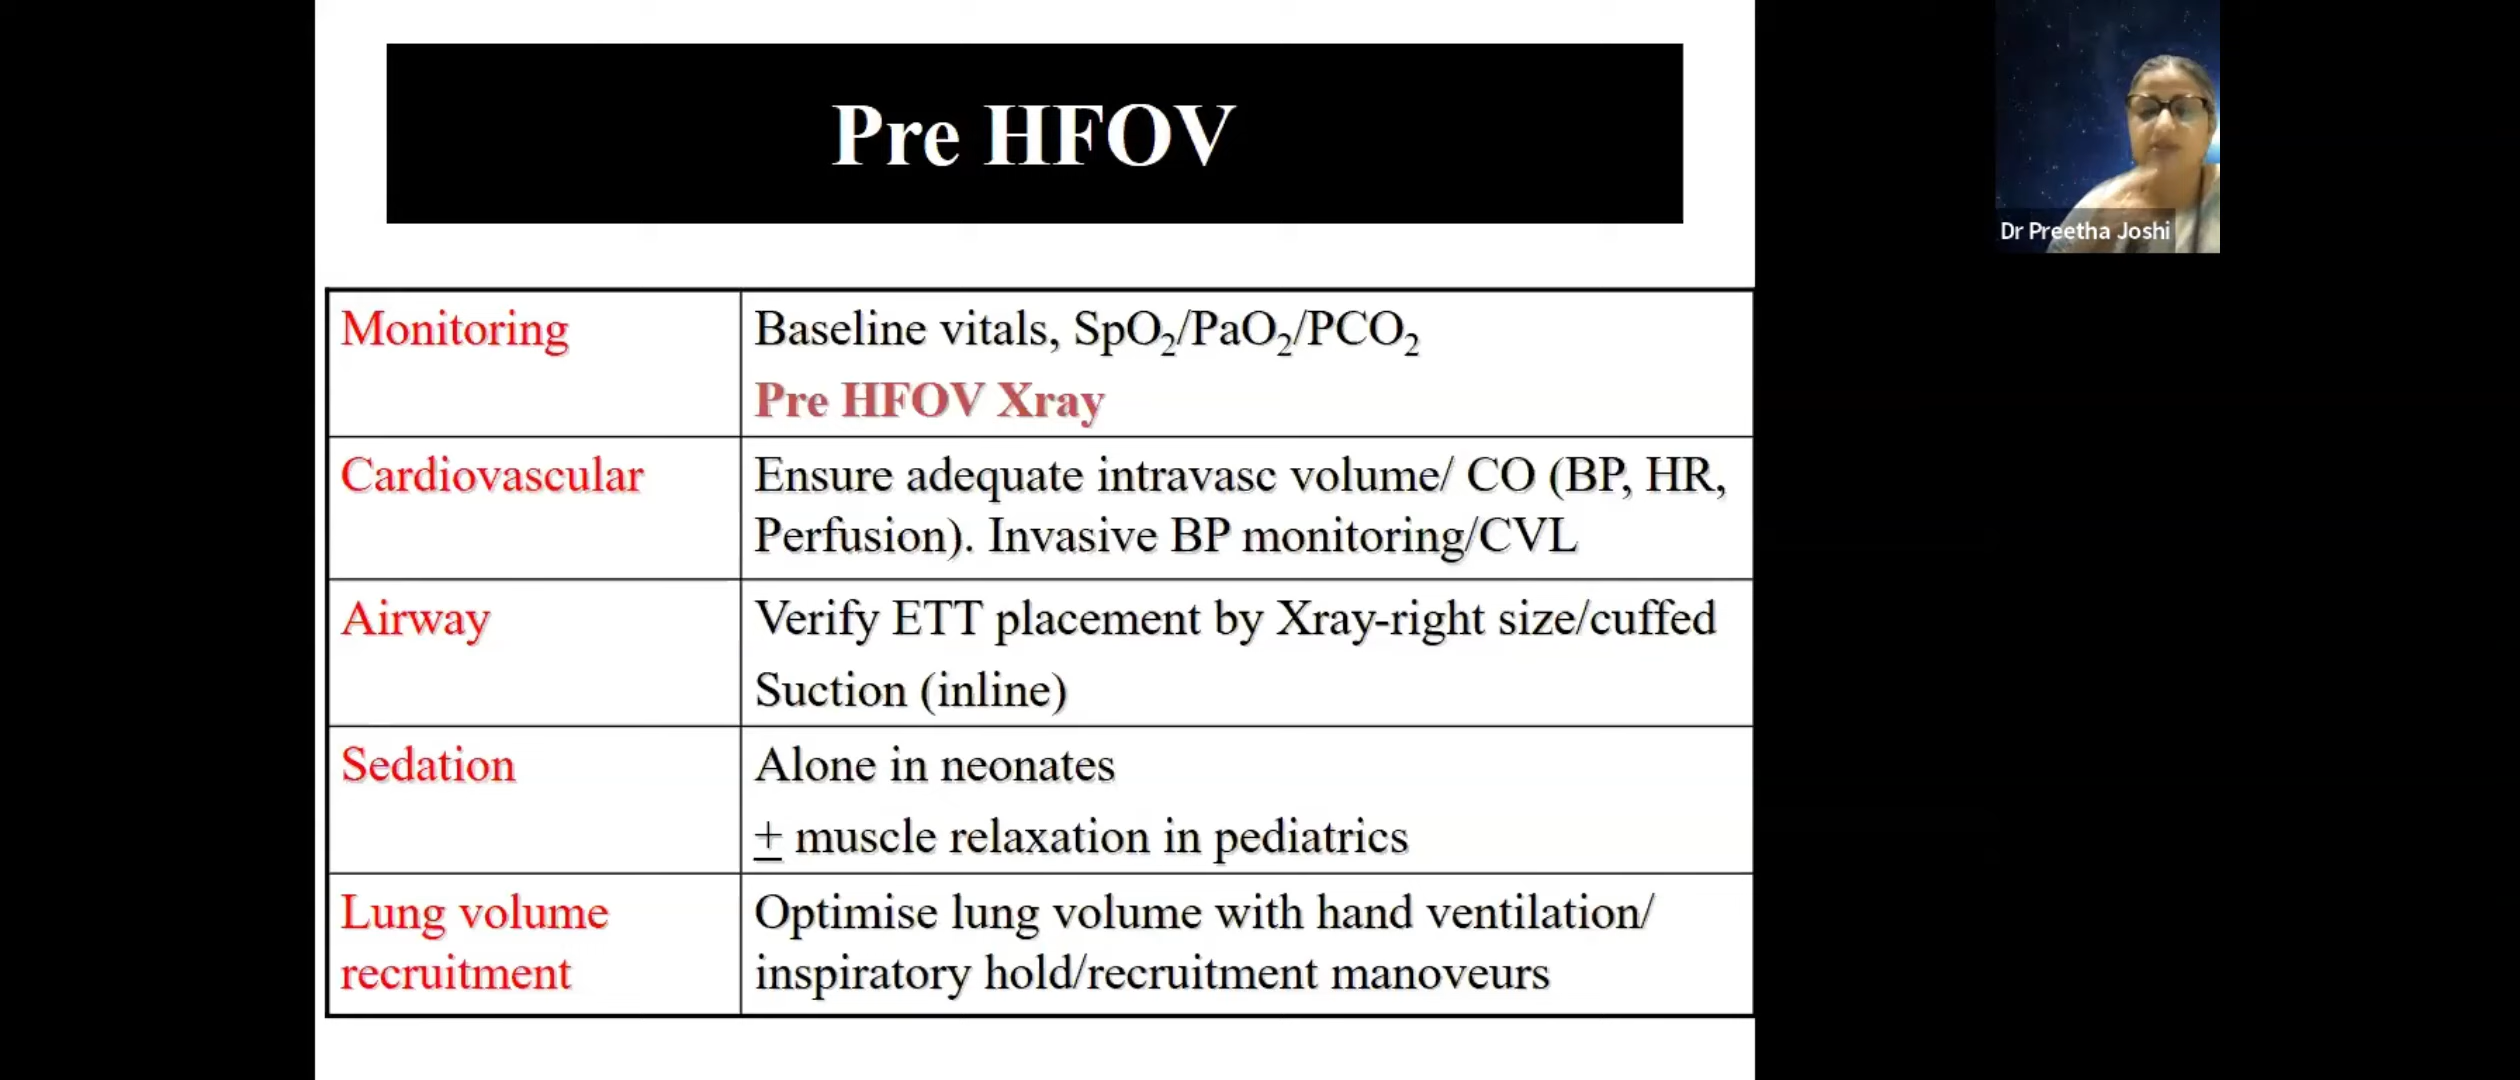 Pre HFOV
Dr Preetha Joshi
Monitoring
Baseline vitals, SpO₂/PaO₂/PCO₂
Pre HFOV Xray
Cardiovascular
Ensure adequate intravasc volume/ CO (BP, HR,
Perfusion). Invasive BP monitoring/CVL
Airway
Verify ETT placement by Xray-right size/cuffed
Suction (inline)
Sedation
Alone in neonates
± muscle relaxation in pediatrics
Lung volume
recruitment
Optimise lung volume with hand ventilation/
inspiratory hold/recruitment manoveurs